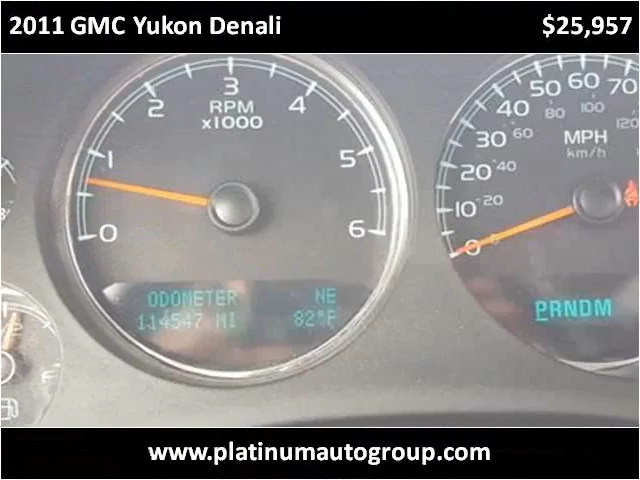 2011 GMC Yukon Denali $25,957
3
2 4
RPM
x1000
1 5
0 6
ODOMETER NE
114547 MI 82°F
50 60 70
40 80 100
30 60 120
MPH
km/h
20 40
10 20
0 0
PRNDM
www.platinumautogroup.com